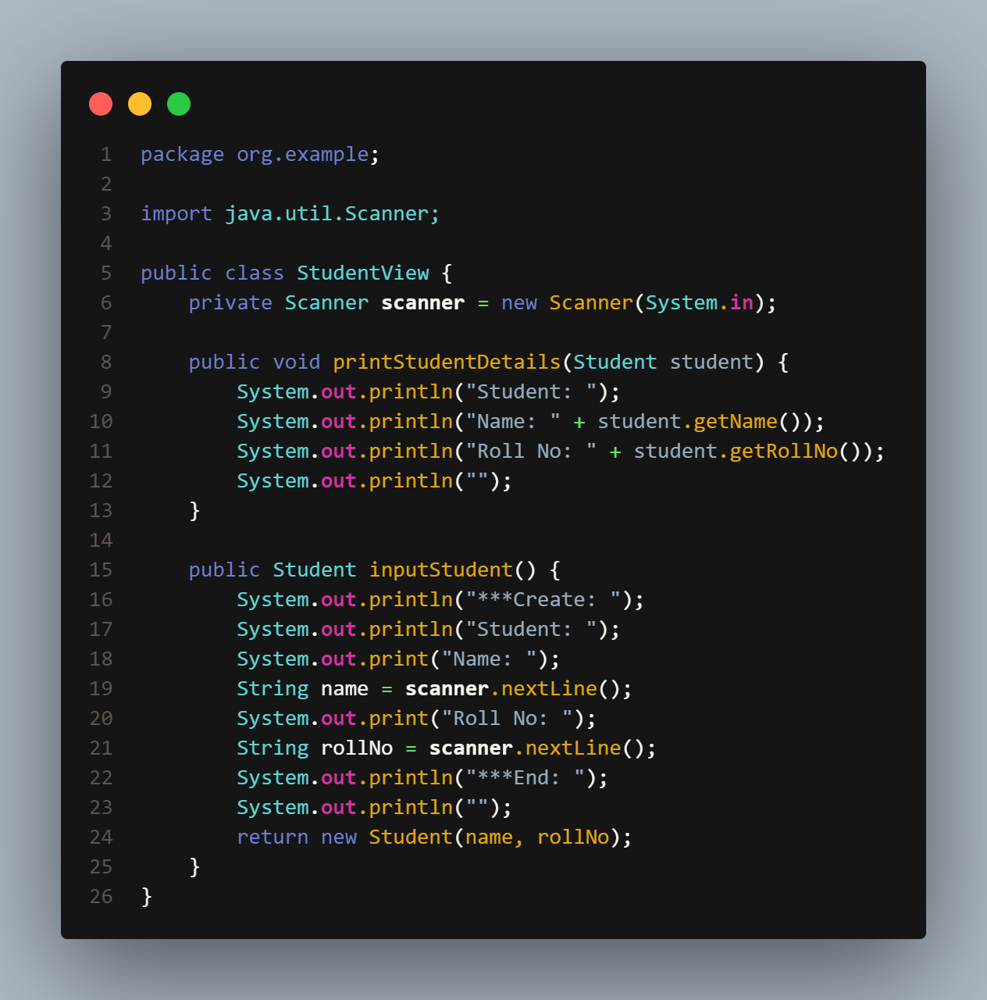 1 package org.example;
2
3 import java.util.Scanner;
4
5 public class StudentView {
6     private Scanner scanner = new Scanner(System.in);
7
8     public void printStudentDetails(Student student) {
9         System.out.println("Student: ");
10         System.out.println("Name: " + student.getName());
11         System.out.println("Roll No: " + student.getRollNo());
12         System.out.println("");
13     }
14
15     public Student inputStudent() {
16         System.out.println("***Create: ");
17         System.out.println("Student: ");
18         System.out.print("Name: ");
19         String name = scanner.nextLine();
20         System.out.print("Roll No: ");
21         String rollNo = scanner.nextLine();
22         System.out.println("***End: ");
23         System.out.println("");
24         return new Student(name, rollNo);
25     }
26 }